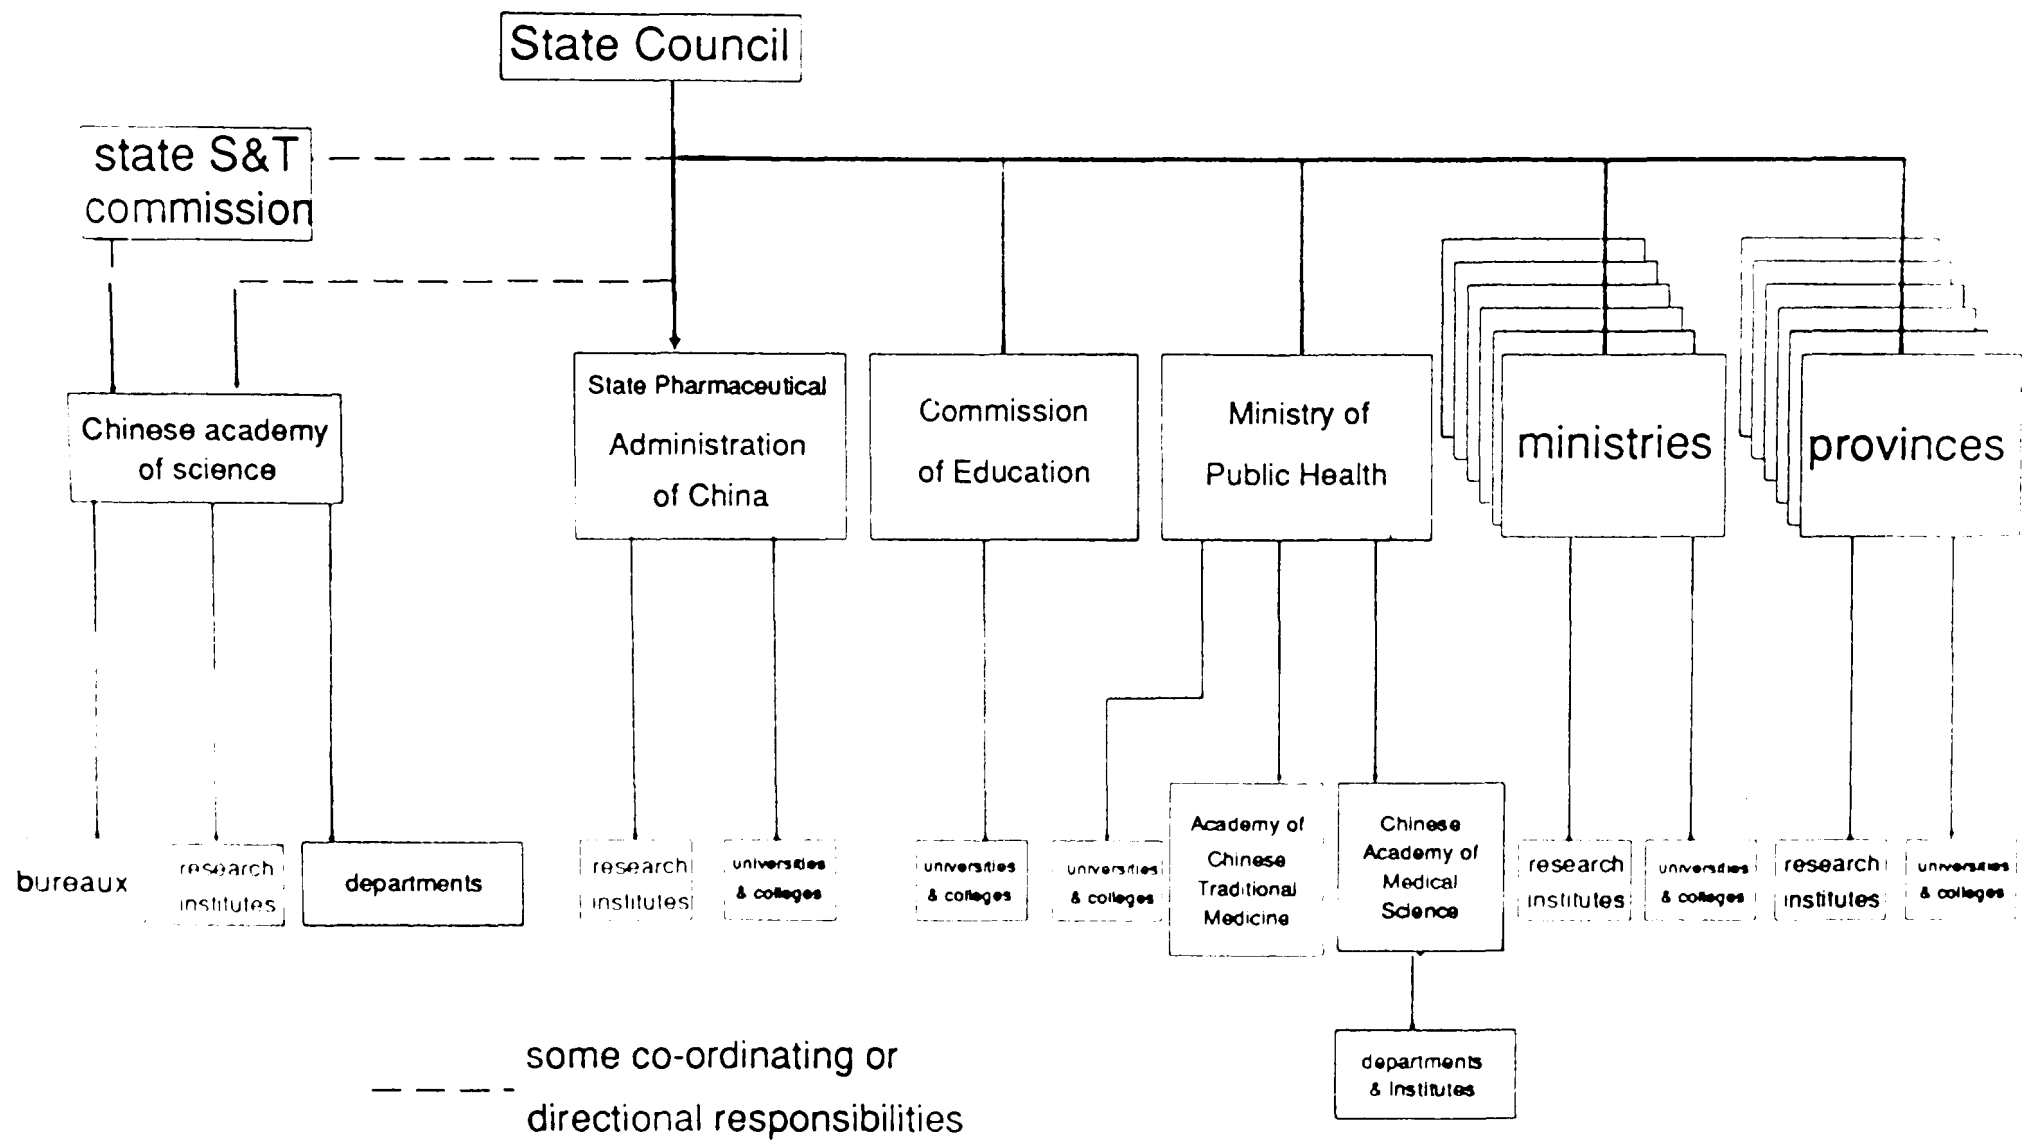 State Council
state S&T
commission
Chinese academy
of science
State Pharmaceutical
Administration
of China
Commission
of Education
Ministry of
Public Health
ministries
provinces
bureaux
research
institutes
departments
research
institutes
universities
& colleges
universities
& colleges
universities
& colleges
Academy of
Chinese
Traditional
Medicine
Chinese
Academy of
Medical
Science
research
institutes
universities
& colleges
research
institutes
universities
& colleges
departments
& Institutes
some co-ordinating or
directional responsibilities